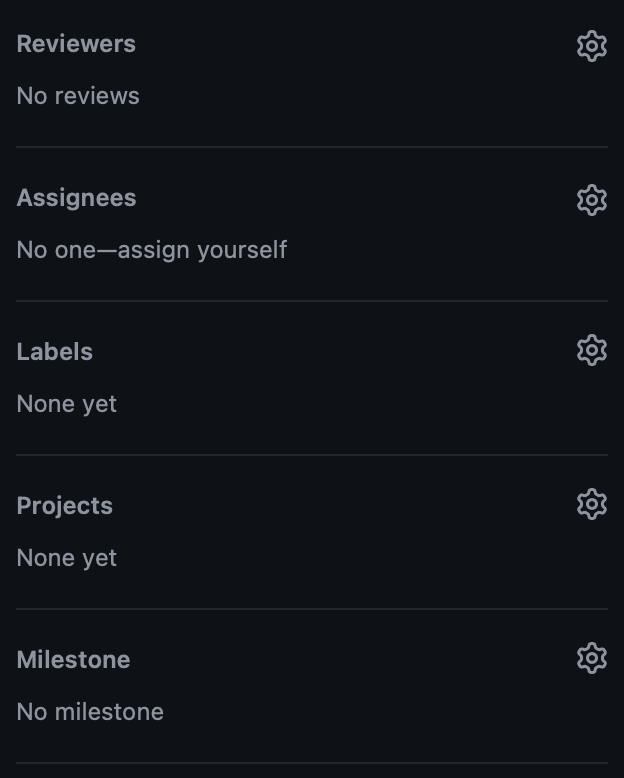 Reviewers
No reviews
Assignees
No one—assign yourself
Labels
None yet
Projects
None yet
Milestone
No milestone